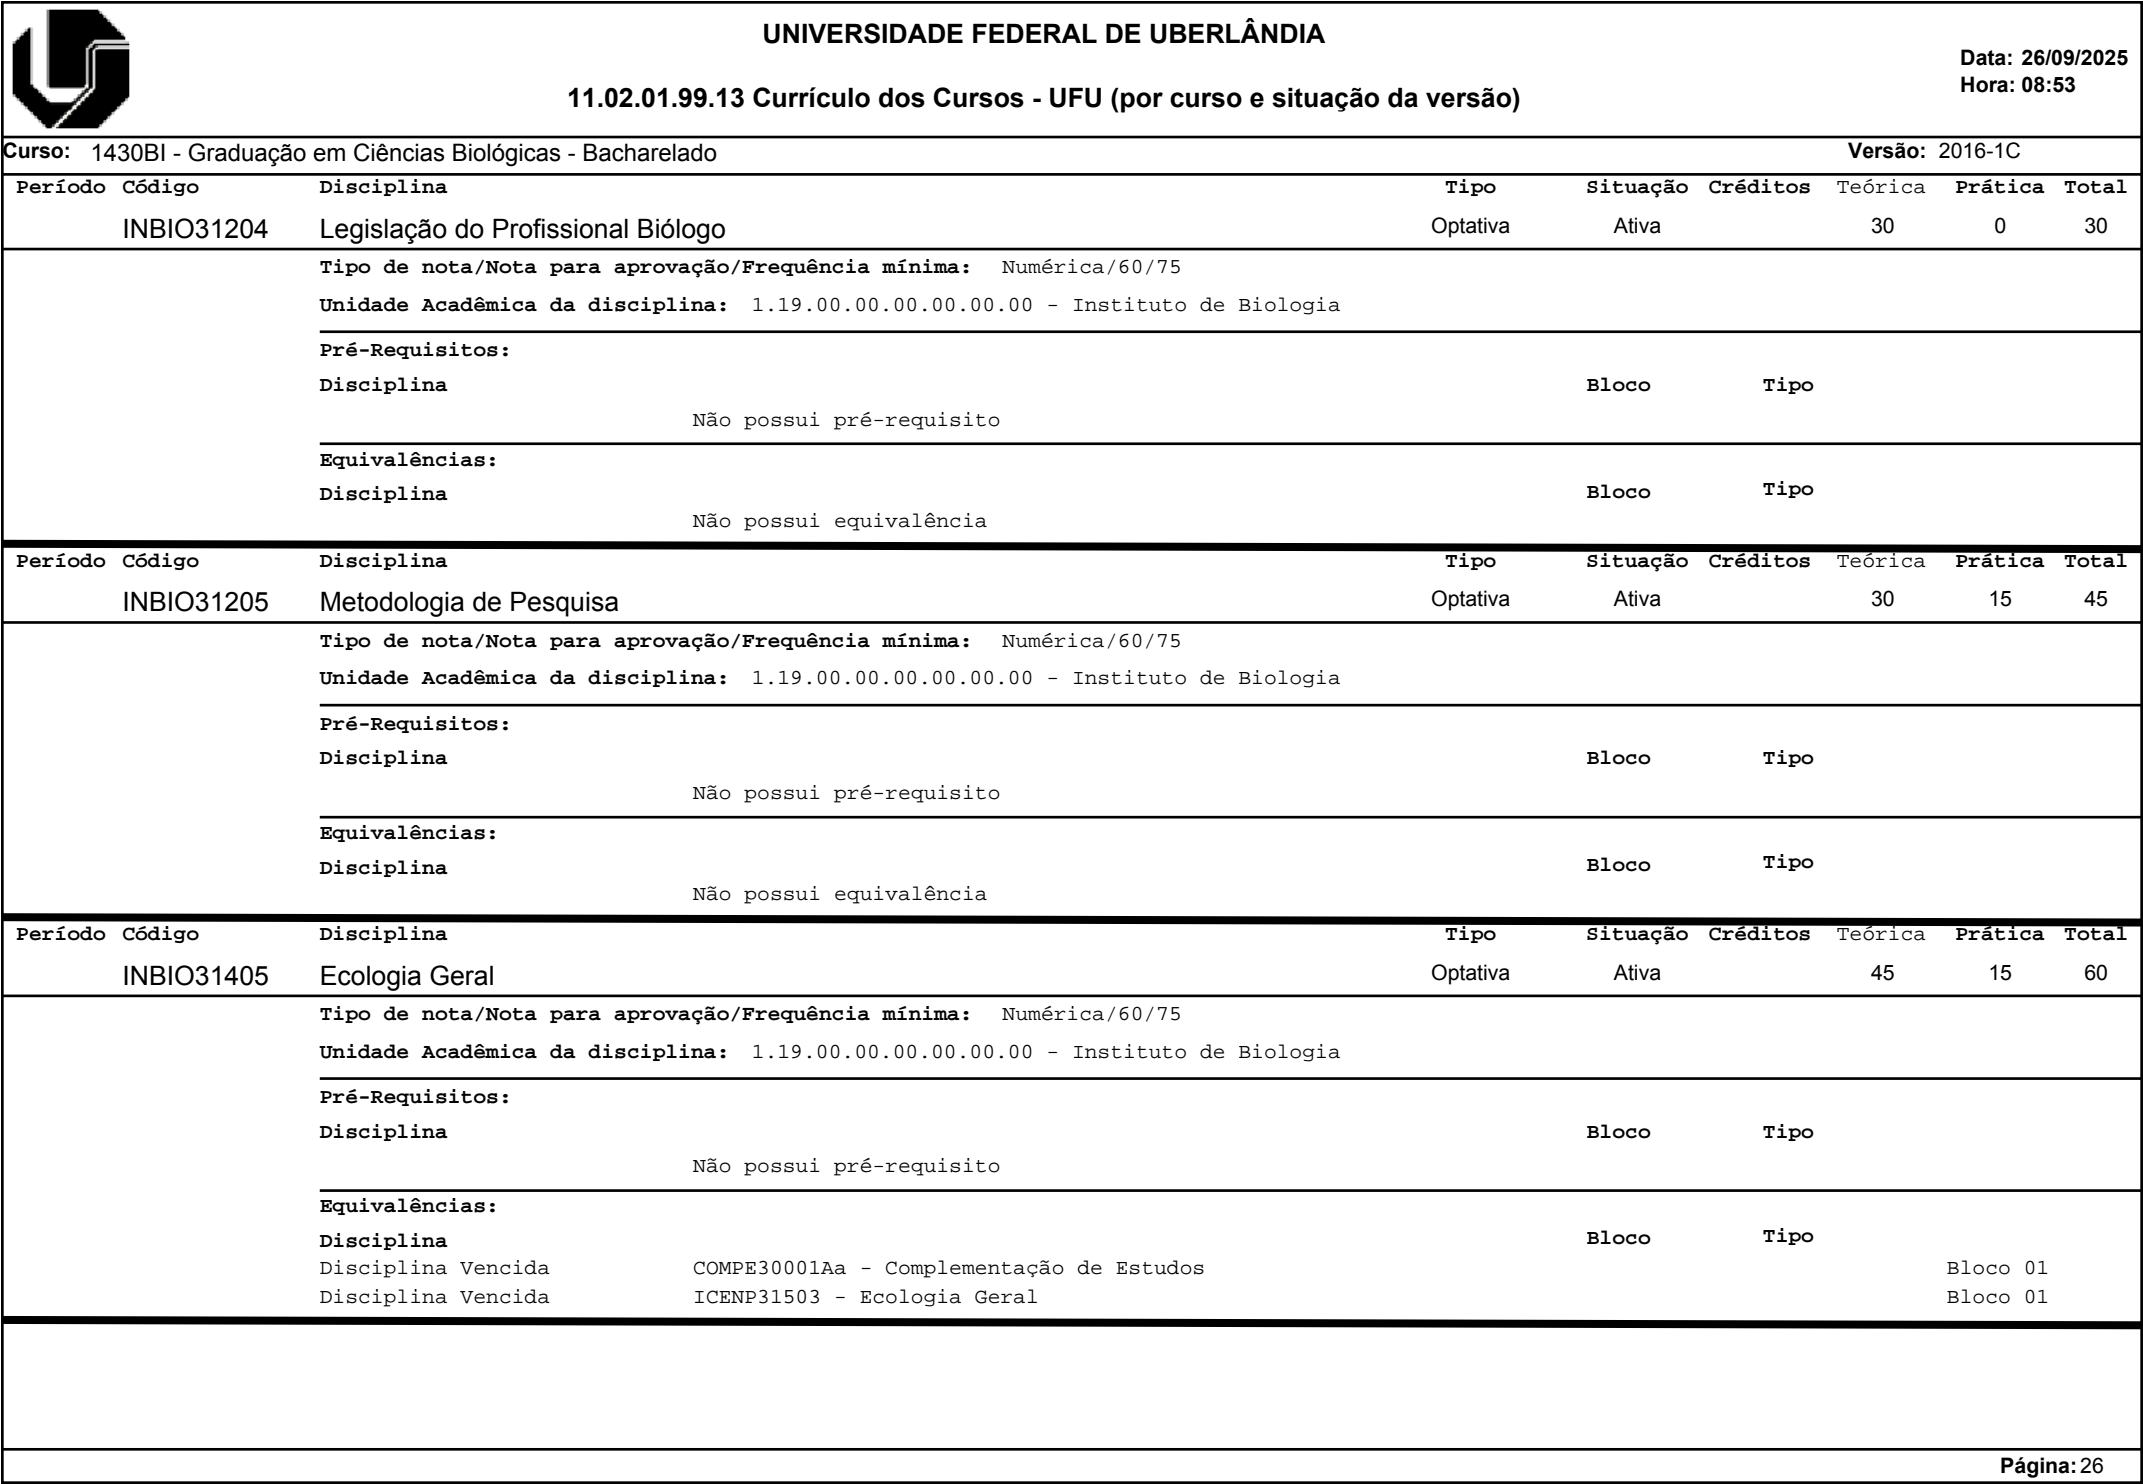 UNIVERSIDADE FEDERAL DE UBERLÂNDIA
Data: 26/09/2025
Hora: 08:53
11.02.01.99.13 Currículo dos Cursos - UFU (por curso e situação da versão)
Curso: 1430BI - Graduação em Ciências Biológicas - Bacharelado Versão: 2016-1C
Período Código Disciplina Tipo Situação Créditos Teórica Prática Total
INBIO31204 Legislação do Profissional Biólogo Optativa Ativa 30 0 30
Tipo de nota/Nota para aprovação/Frequência mínima: Numérica/60/75
Unidade Acadêmica da disciplina: 1.19.00.00.00.00.00.00 - Instituto de Biologia
Pré-Requisitos:
Disciplina Bloco Tipo
Não possui pré-requisito
Equivalências:
Disciplina Bloco Tipo
Não possui equivalência
Período Código Disciplina Tipo Situação Créditos Teórica Prática Total
INBIO31205 Metodologia de Pesquisa Optativa Ativa 30 15 45
Tipo de nota/Nota para aprovação/Frequência mínima: Numérica/60/75
Unidade Acadêmica da disciplina: 1.19.00.00.00.00.00.00 - Instituto de Biologia
Pré-Requisitos:
Disciplina Bloco Tipo
Não possui pré-requisito
Equivalências:
Disciplina Bloco Tipo
Não possui equivalência
Período Código Disciplina Tipo Situação Créditos Teórica Prática Total
INBIO31405 Ecologia Geral Optativa Ativa 45 15 60
Tipo de nota/Nota para aprovação/Frequência mínima: Numérica/60/75
Unidade Acadêmica da disciplina: 1.19.00.00.00.00.00.00 - Instituto de Biologia
Pré-Requisitos:
Disciplina Bloco Tipo
Não possui pré-requisito
Equivalências:
Disciplina Bloco Tipo
Disciplina Vencida COMPE30001Aa - Complementação de Estudos Bloco 01
Disciplina Vencida ICENP31503 - Ecologia Geral Bloco 01
Página: 26